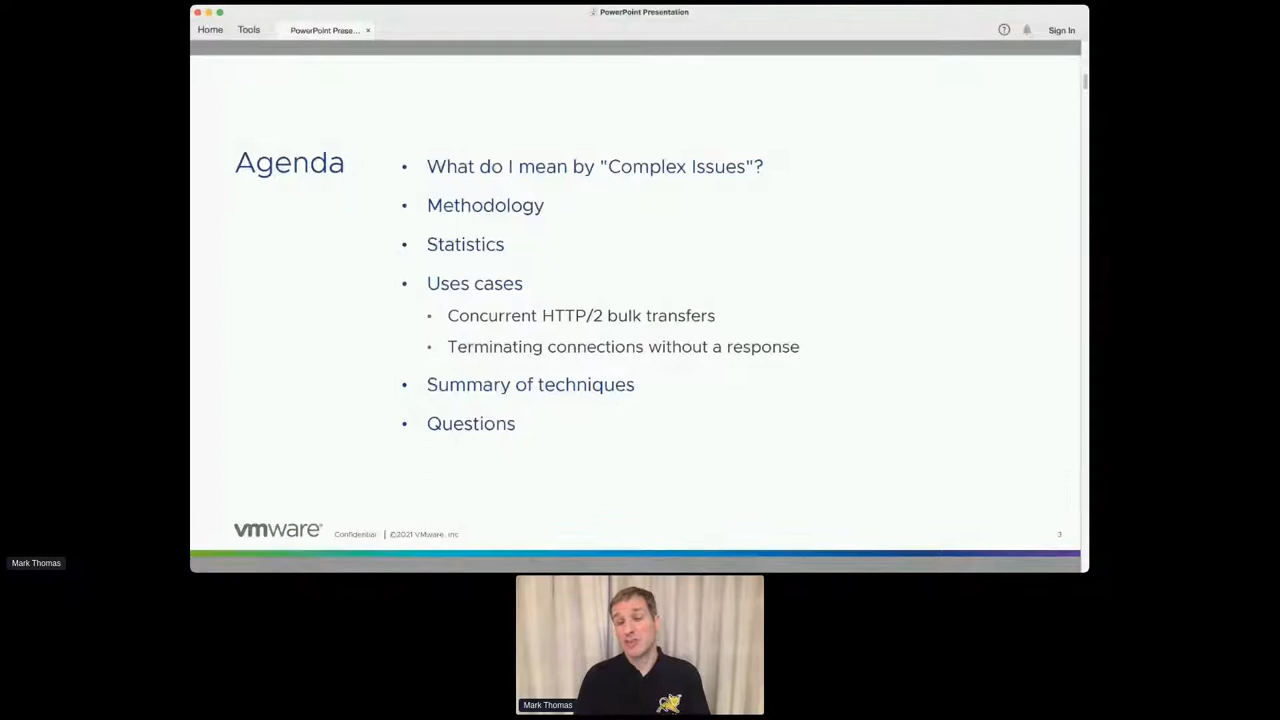 PowerPoint Presentation
Home Tools PowerPoint Prese... × ? Sign In
Agenda
• What do I mean by "Complex Issues"?
• Methodology
• Statistics
• Uses cases
• Concurrent HTTP/2 bulk transfers
• Terminating connections without a response
• Summary of techniques
• Questions
vmware® Confidential | ©2021 VMware, Inc 3
Mark Thomas
Mark Thomas